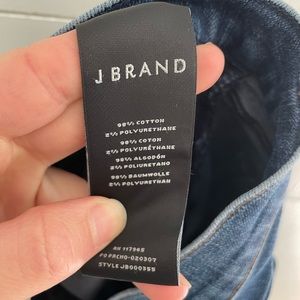 J BRAND
98% COTTON
2% POLYURETHANE
98% COTON
2% POLYURÉTHANE
98% ALGODÓN
2% POLIURETANO
98% BAUMWOLLE
2% POLYURETHAN
RN 117965
PO PRCHO-020307
STYLE JB000355